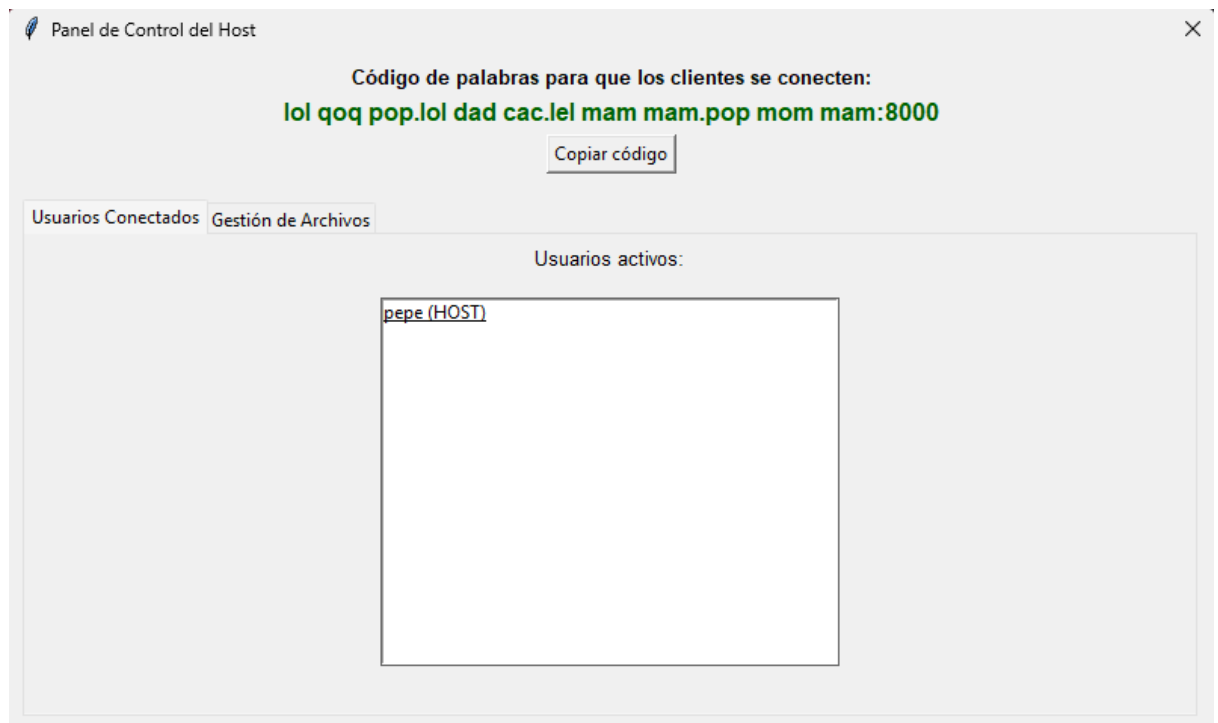 Panel de Control del Host
Código de palabras para que los clientes se conecten:
lol qoq pop.lol dad cac.lel mam mam.pop mom mam:8000
Copiar código
Usuarios Conectados
Gestión de Archivos
Usuarios activos:
pepe (HOST)